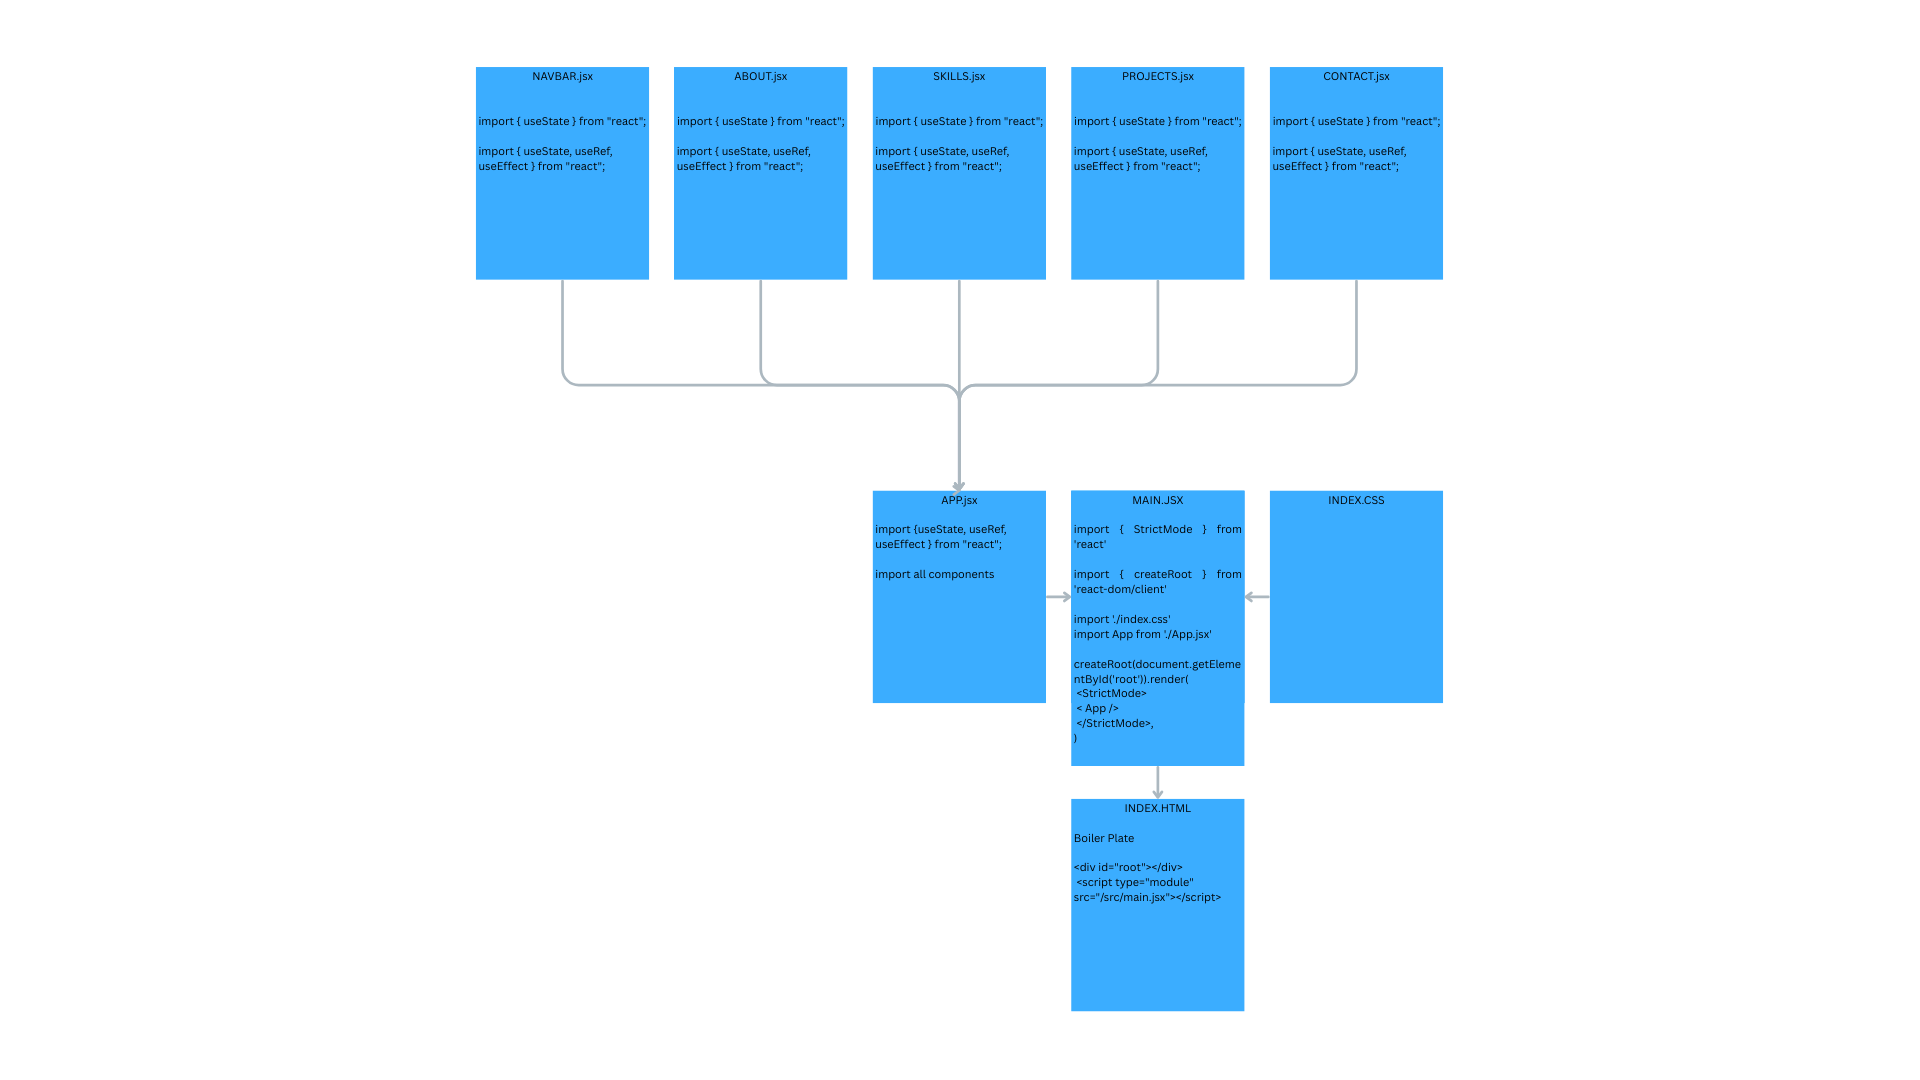 NAVBAR.jsx
import { useState } from "react";
import { useState, useRef,
useEffect } from "react";
ABOUT.jsx
import { useState } from "react";
import { useState, useRef,
useEffect } from "react";
SKILLS.jsx
import { useState } from "react";
import { useState, useRef,
useEffect } from "react";
PROJECTS.jsx
import { useState } from "react";
import { useState, useRef,
useEffect } from "react";
CONTACT.jsx
import { useState } from "react";
import { useState, useRef,
useEffect } from "react";
APP.jsx
import {useState, useRef,
useEffect } from "react";
import all components
MAIN.JSX
import { StrictMode } from
'react'
import { createRoot } from
'react-dom/client'
import './index.css'
import App from './App.jsx'
createRoot(document.getEleme
ntById('root')).render(
<StrictMode>
< App />
</StrictMode>,
)
INDEX.CSS
INDEX.HTML
Boiler Plate
<div id="root"></div>
<script type="module"
src="/src/main.jsx"></script>